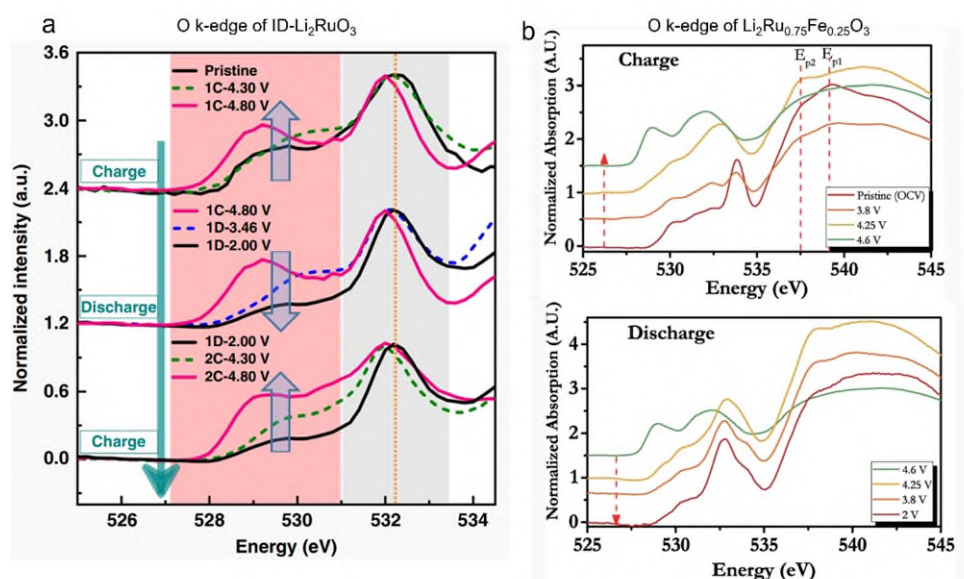 a
O k-edge of ID-Li₂RuO₃
Normalized intensity (a.u.)
3.6
3.0
2.4
1.8
1.2
0.6
0.0
Pristine
1C-4.30 V
1C-4.80 V
Charge
1C-4.80 V
1D-3.46 V
1D-2.00 V
Discharge
1D-2.00 V
2C-4.30 V
2C-4.80 V
Charge
526 528 530 532 534
Energy (eV)
b
O k-edge of Li₂Ru₀.₇₅Fe₀.₂₅O₃
Normalized Absorption (A.U.)
3
2
1
0
Charge
Eₚ₂ Eₚ₁
Pristine (OCV)
3.8 V
4.25 V
4.6 V
525 530 535 540 545
Energy (eV)
Normalized Absorption (A.U.)
4
3
2
1
0
Discharge
4.6 V
4.25 V
3.8 V
2 V
525 530 535 540 545
Energy (eV)